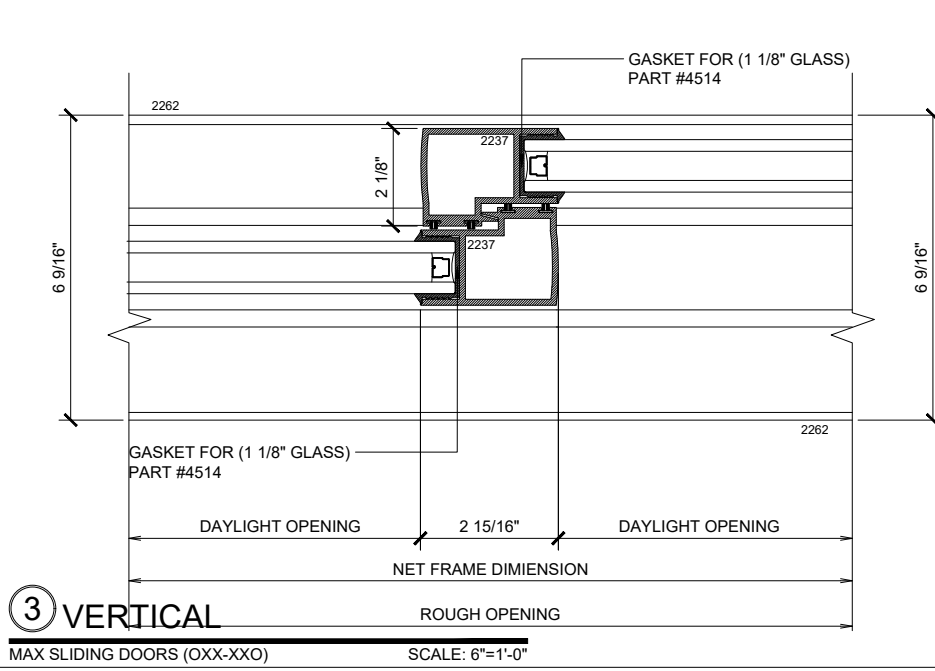 GASKET FOR (1 1/8" GLASS)
PART #4514
2262
2237
2 1/8"
2237
6 9/16"
6 9/16"
2262
GASKET FOR (1 1/8" GLASS)
PART #4514
DAYLIGHT OPENING
2 15/16"
DAYLIGHT OPENING
NET FRAME DIMIENSION
ROUGH OPENING
3 VERTICAL
MAX SLIDING DOORS (OXX-XXO)
SCALE: 6"=1'-0"